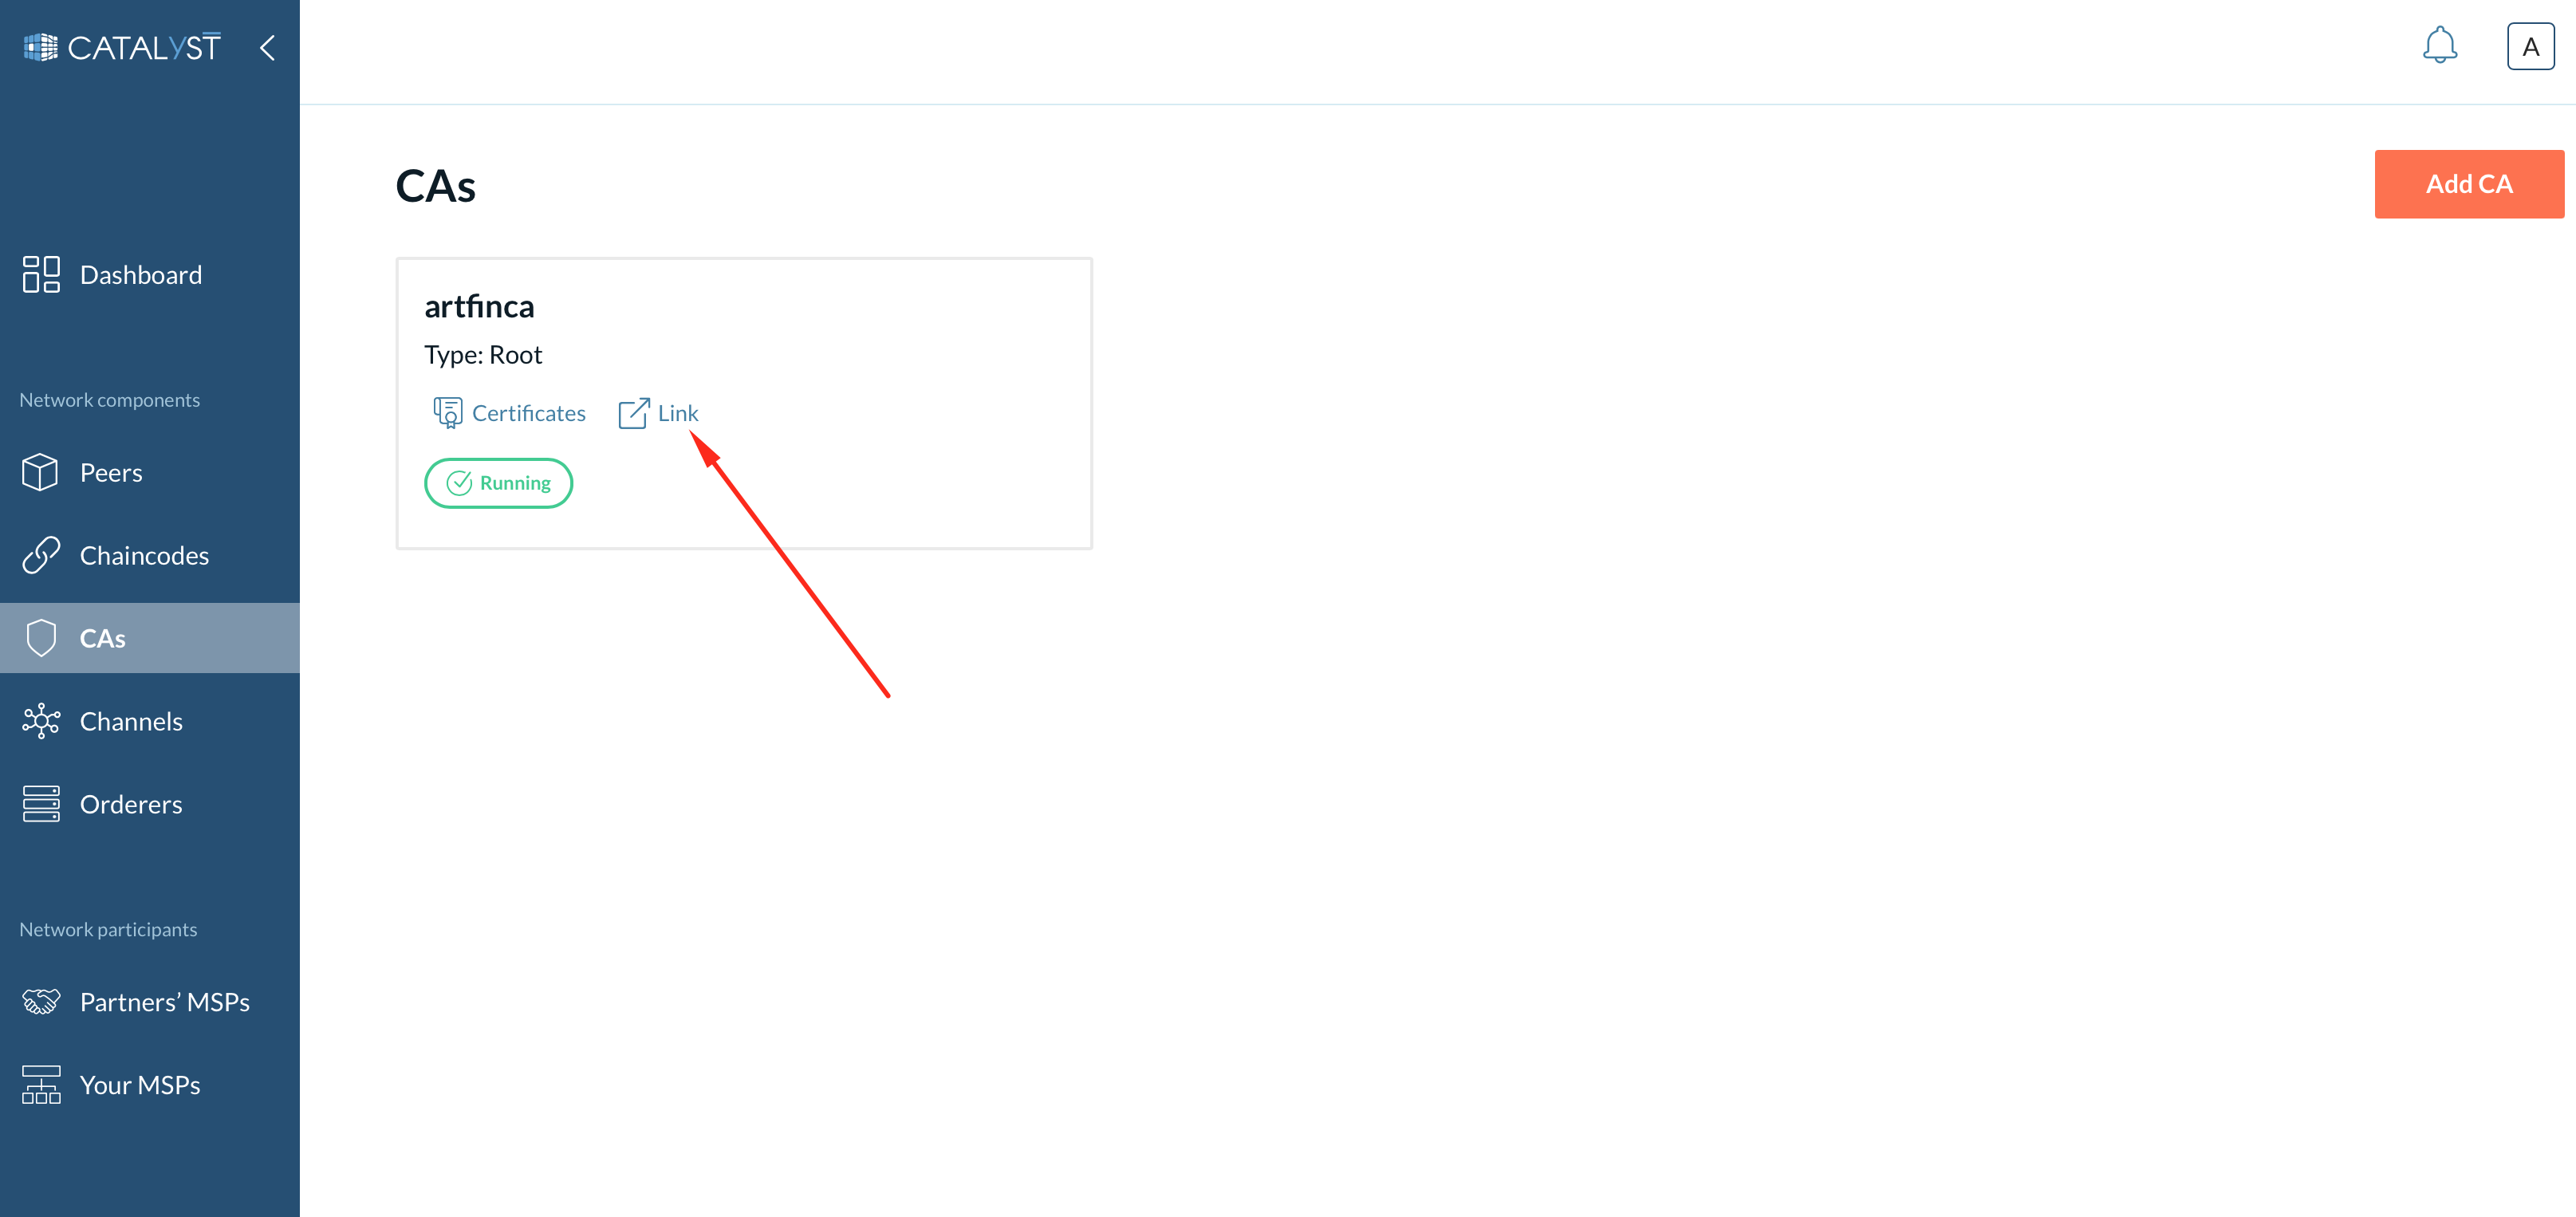 CATALYST
A
Dashboard
Network components
Peers
Chaincodes
CAs
Channels
Orderers
Network participants
Partners’ MSPs
Your MSPs
CAs
Add CA
artfinca
Type: Root
Certificates Link
Running